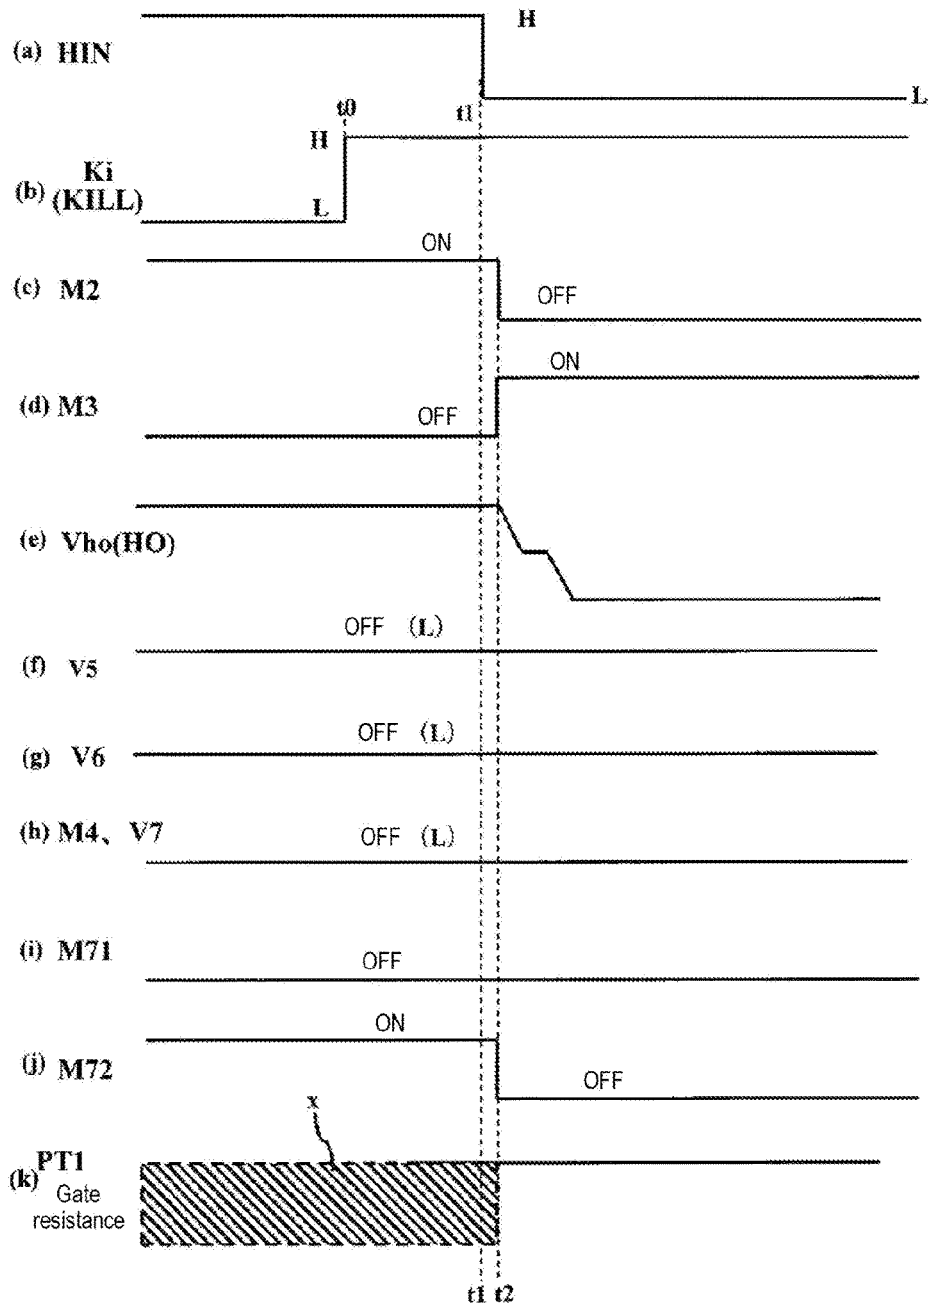 H
(a) HIN
L
t0
t1
H
(b) Ki
(KILL)
L
ON
(c) M2
OFF
ON
(d) M3
OFF
(e) Vho(HO)
OFF (L)
(f) V5
OFF (L)
(g) V6
(h) M4、V7
OFF (L)
(i) M71
OFF
ON
(j) M72
OFF
x
(k) PT1
Gate
resistance
t1 t2